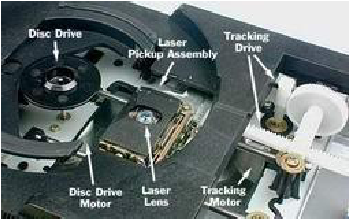 Disc Drive
Laser
Pickup Assembly
Tracking
Drive
Disc Drive
Motor
Laser
Lens
Tracking
Motor